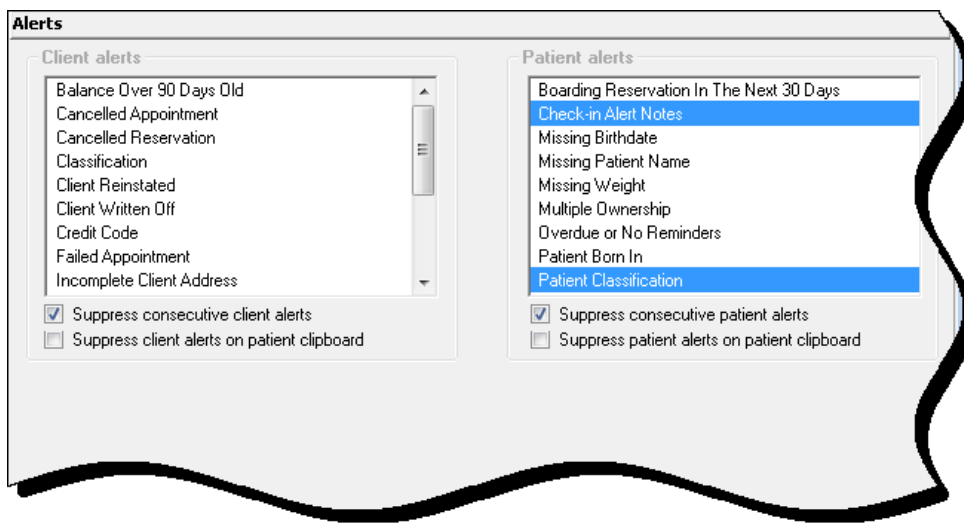 Alerts
Client alerts
Balance Over 90 Days Old
Cancelled Appointment
Cancelled Reservation
Classification
Client Reinstated
Client Written Off
Credit Code
Failed Appointment
Incomplete Client Address
Suppress consecutive client alerts
Suppress client alerts on patient clipboard
Patient alerts
Boarding Reservation In The Next 30 Days
Check-in Alert Notes
Missing Birthdate
Missing Patient Name
Missing Weight
Multiple Ownership
Overdue or No Reminders
Patient Born In
Patient Classification
Suppress consecutive patient alerts
Suppress patient alerts on patient clipboard